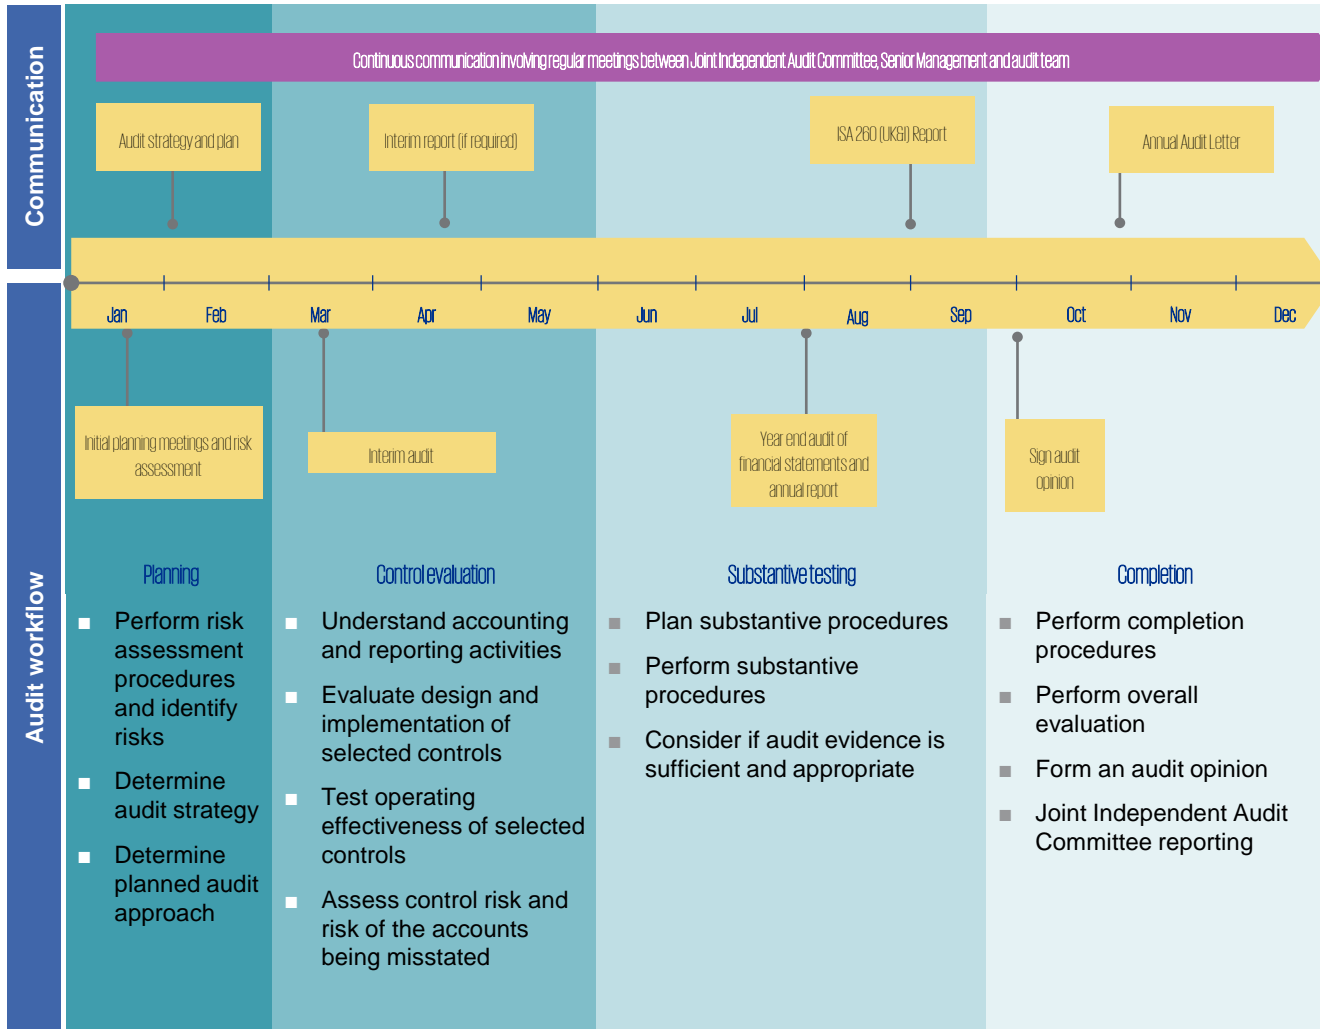 Communication
Continuous communication involving regular meetings between Joint Independent Audit Committee, Senior Management and audit team
Audit strategy and plan
Interim report (if required)
ISA 260 (UK&I) Report
Annual Audit Letter
Jan
Feb
Mar
Apr
May
Jun
Jul
Aug
Sep
Oct
Nov
Dec
Audit workflow
Initial planning meetings and risk
assessment
Interim audit
Year end audit of
financial statements and
annual report
Sign audit
opinion
Planning
Perform risk
assessment
procedures
and identify
risks
Determine
audit strategy
Determine
planned audit
approach
Control evaluation
Understand accounting
and reporting activities
Evaluate design and
implementation of
selected controls
Test operating
effectiveness of selected
controls
Assess control risk and
risk of the accounts
being misstated
Substantive testing
Plan substantive procedures
Perform substantive
procedures
Consider if audit evidence is
sufficient and appropriate
Completion
Perform completion
procedures
Perform overall
evaluation
Form an audit opinion
Joint Independent Audit
Committee reporting